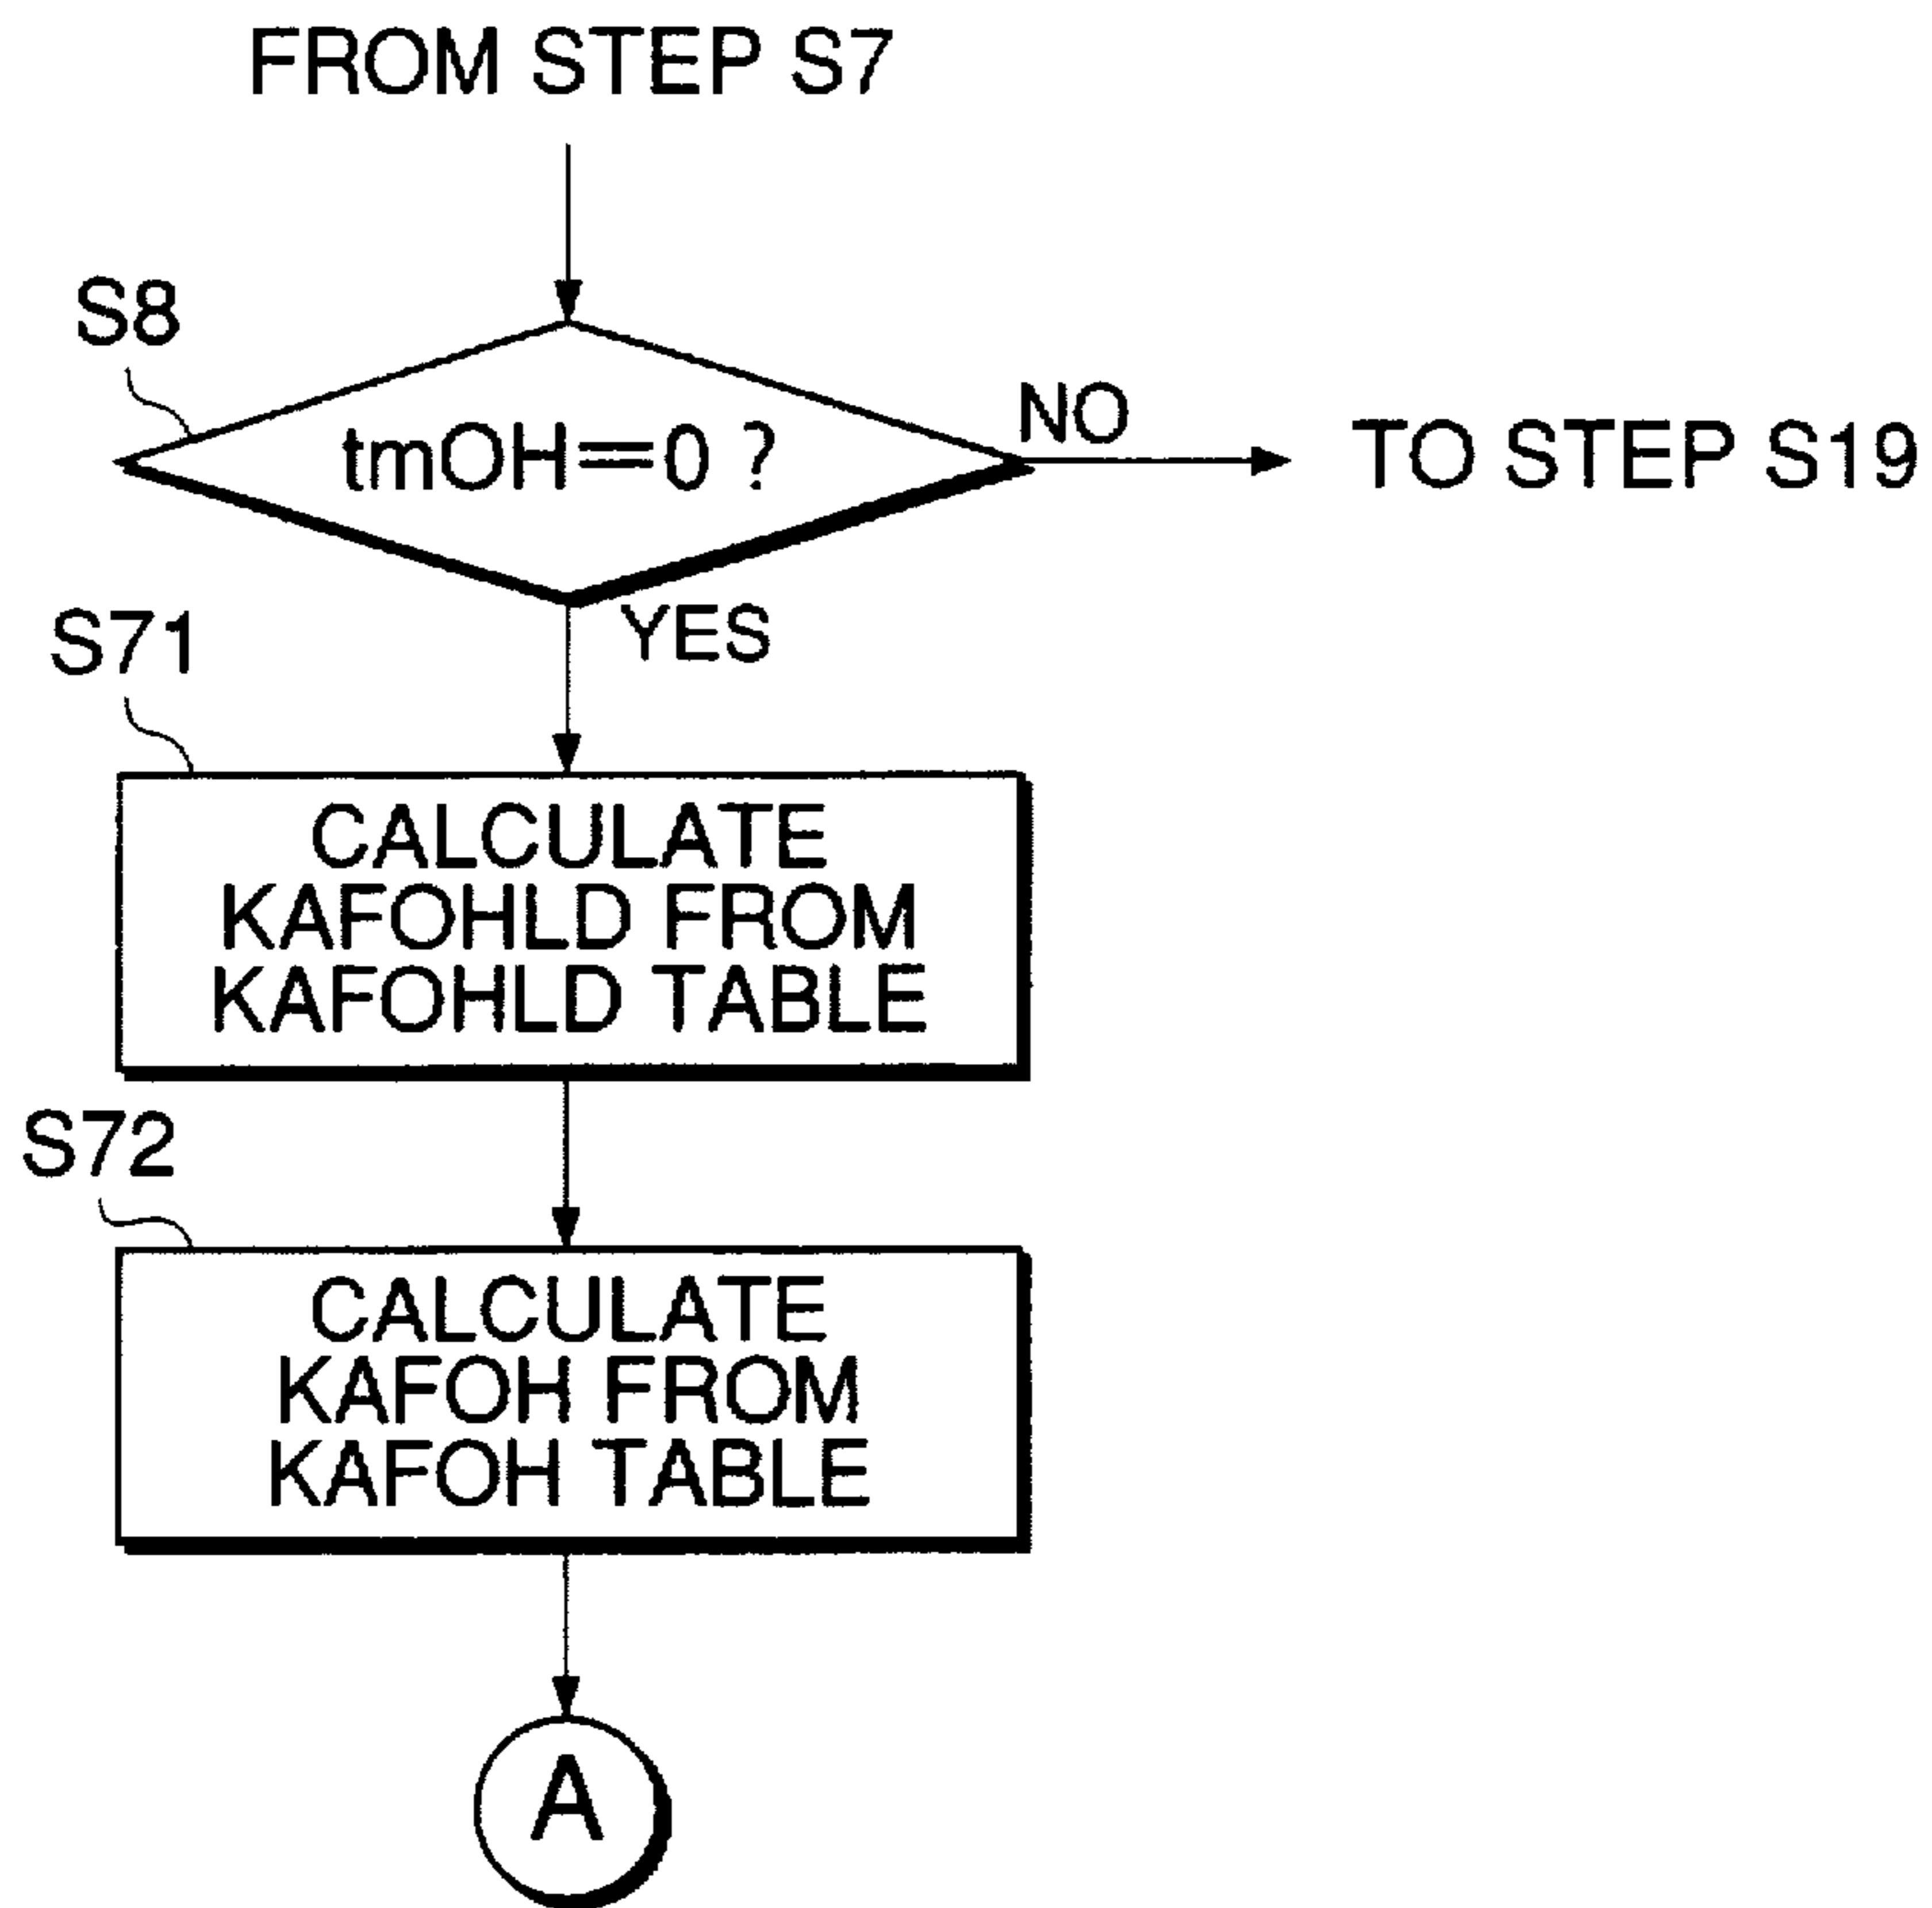 FROM STEP S7
S8
tmOH=0 ?
NO
TO STEP S19
YES
S71
CALCULATE
KAFOHLD FROM
KAFOHLD TABLE
S72
CALCULATE
KAFOH FROM
KAFOH TABLE
A